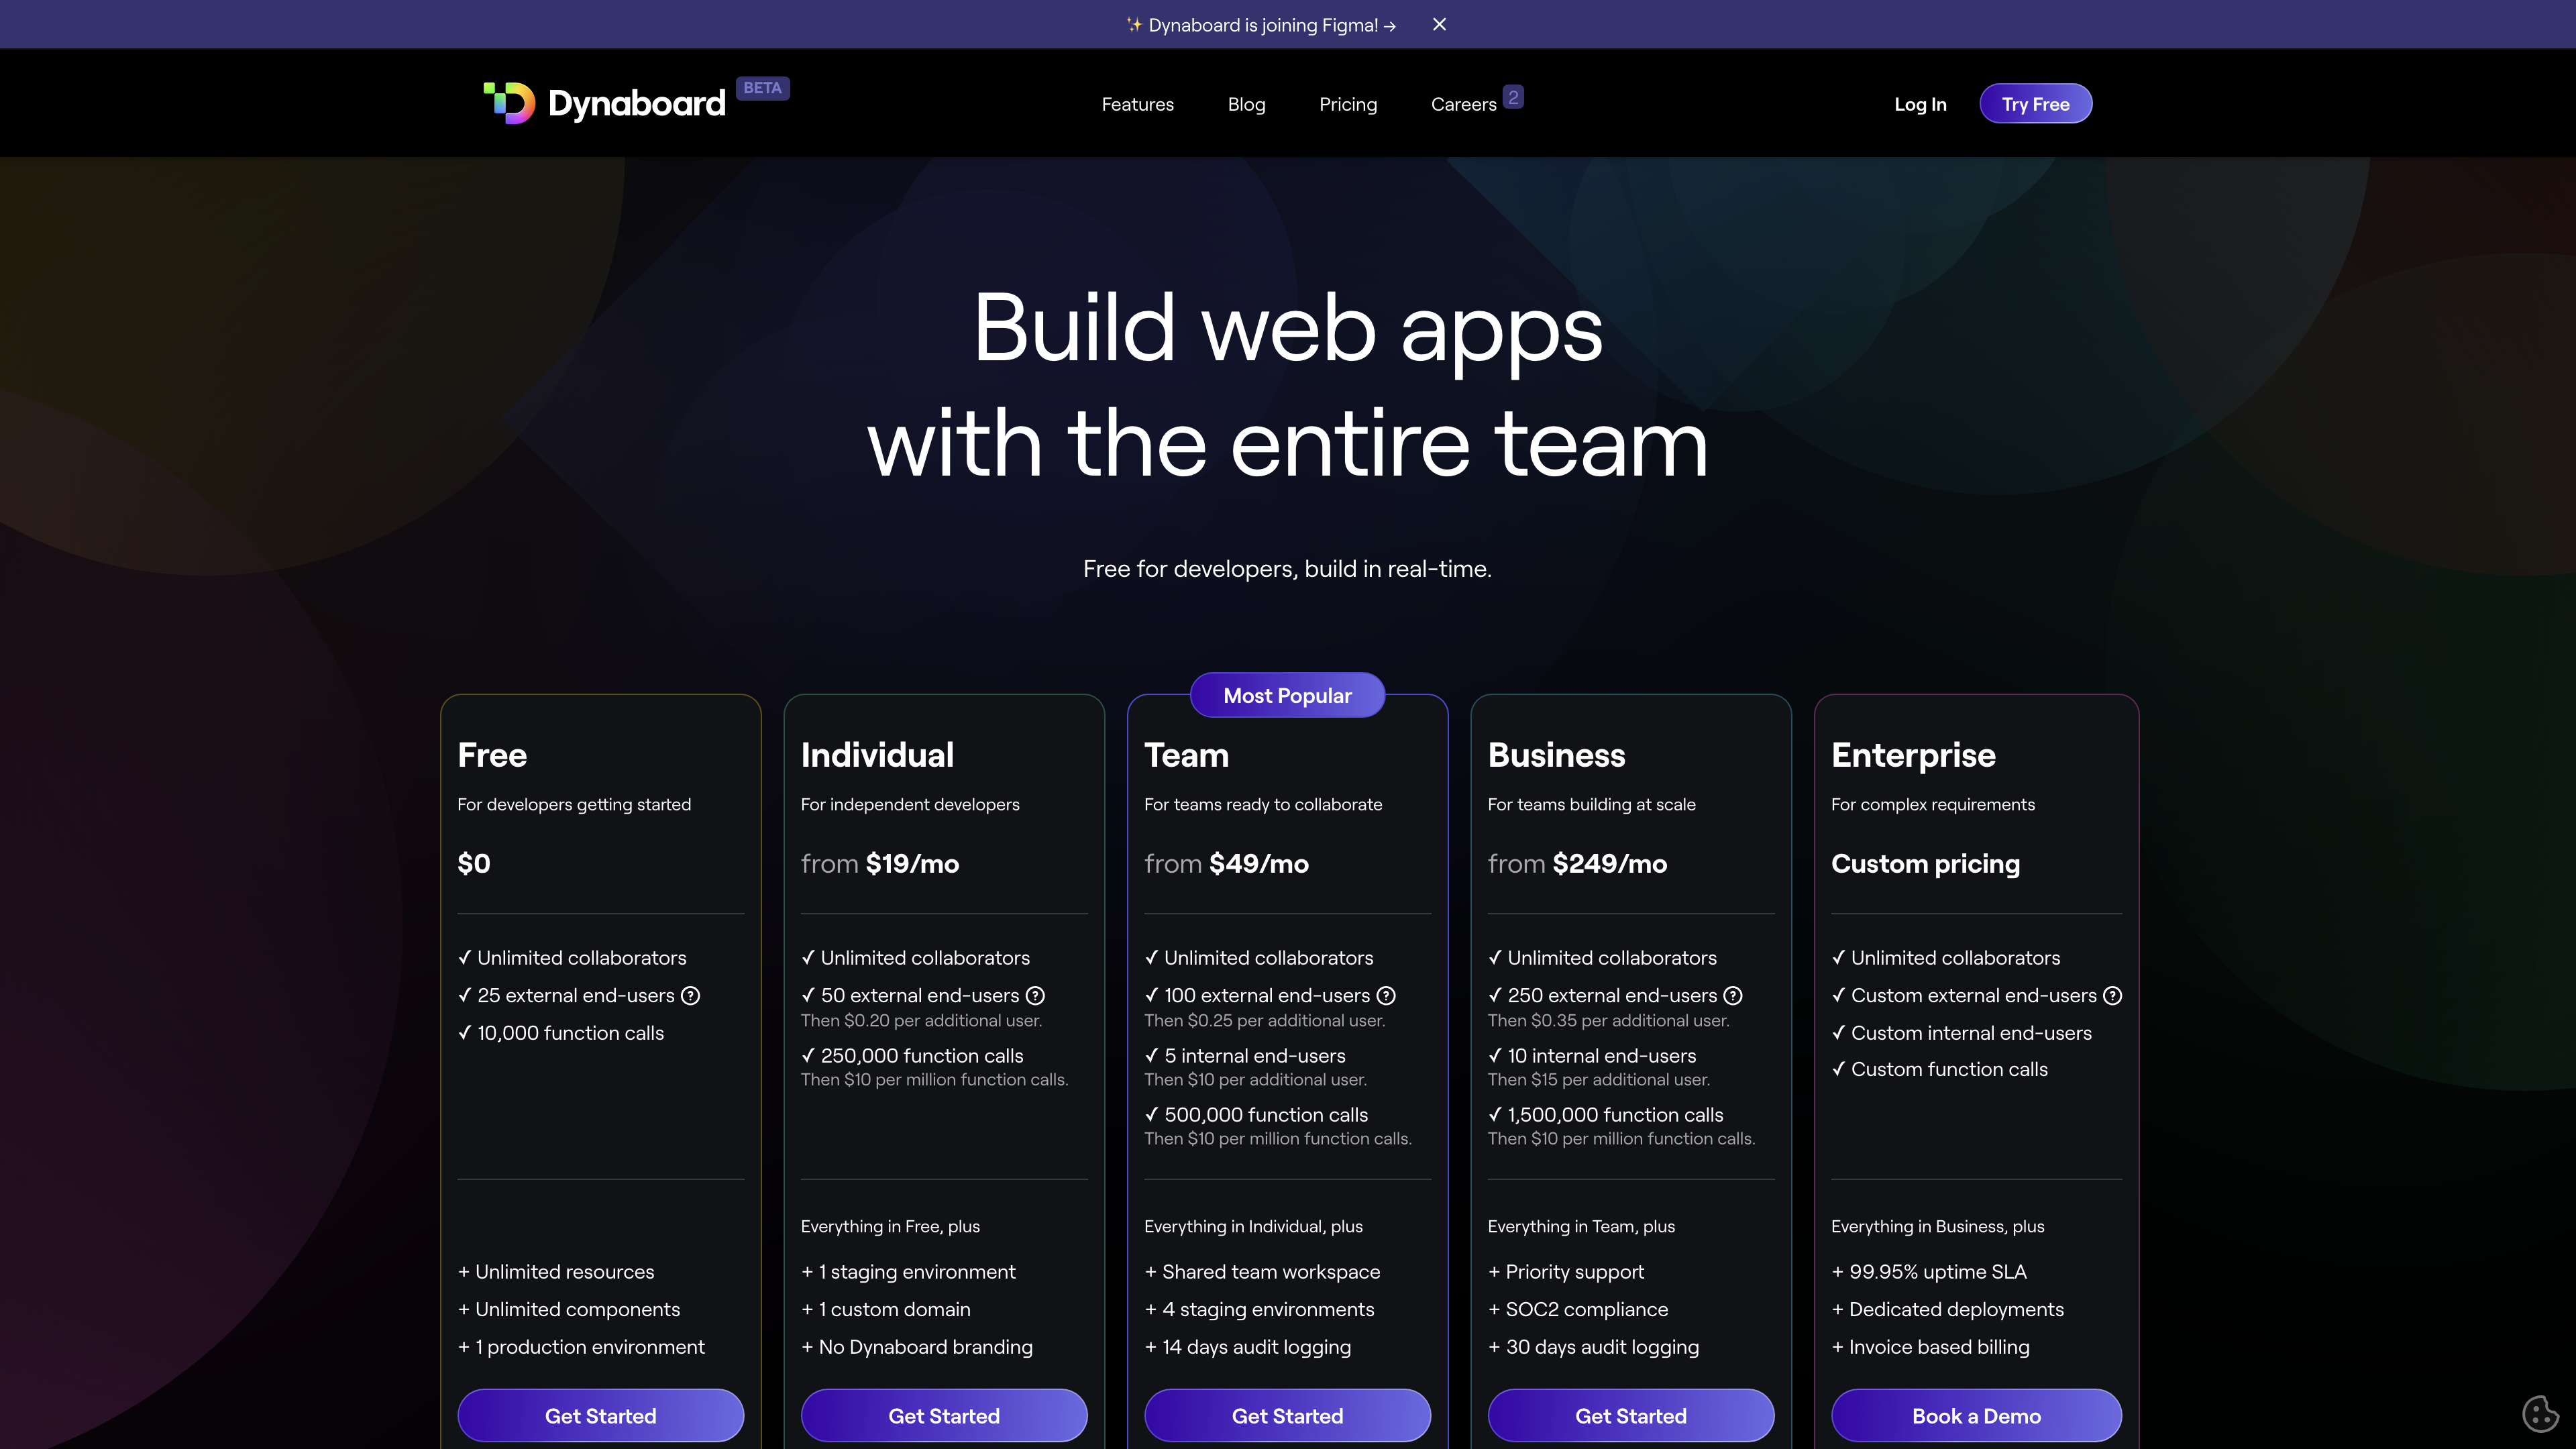 ✨ Dynaboard is joining Figma! →
Dynaboard BETA
Features Blog Pricing Careers 2
Log In Try Free
Build web apps
with the entire team
Free for developers, build in real-time.
Free
For developers getting started
$0
✓ Unlimited collaborators
✓ 25 external end-users ?
✓ 10,000 function calls
+ Unlimited resources
+ Unlimited components
+ 1 production environment
Get Started
Individual
For independent developers
from $19/mo
✓ Unlimited collaborators
✓ 50 external end-users ?
Then $0.20 per additional user.
✓ 250,000 function calls
Then $10 per million function calls.
Everything in Free, plus
+ 1 staging environment
+ 1 custom domain
+ No Dynaboard branding
Get Started
Most Popular
Team
For teams ready to collaborate
from $49/mo
✓ Unlimited collaborators
✓ 100 external end-users ?
Then $0.25 per additional user.
✓ 5 internal end-users
Then $10 per additional user.
✓ 500,000 function calls
Then $10 per million function calls.
Everything in Individual, plus
+ Shared team workspace
+ 4 staging environments
+ 14 days audit logging
Get Started
Business
For teams building at scale
from $249/mo
✓ Unlimited collaborators
✓ 250 external end-users ?
Then $0.35 per additional user.
✓ 10 internal end-users
Then $15 per additional user.
✓ 1,500,000 function calls
Then $10 per million function calls.
Everything in Team, plus
+ Priority support
+ SOC2 compliance
+ 30 days audit logging
Get Started
Enterprise
For complex requirements
Custom pricing
✓ Unlimited collaborators
✓ Custom external end-users ?
✓ Custom internal end-users
✓ Custom function calls
Everything in Business, plus
+ 99.95% uptime SLA
+ Dedicated deployments
+ Invoice based billing
Book a Demo